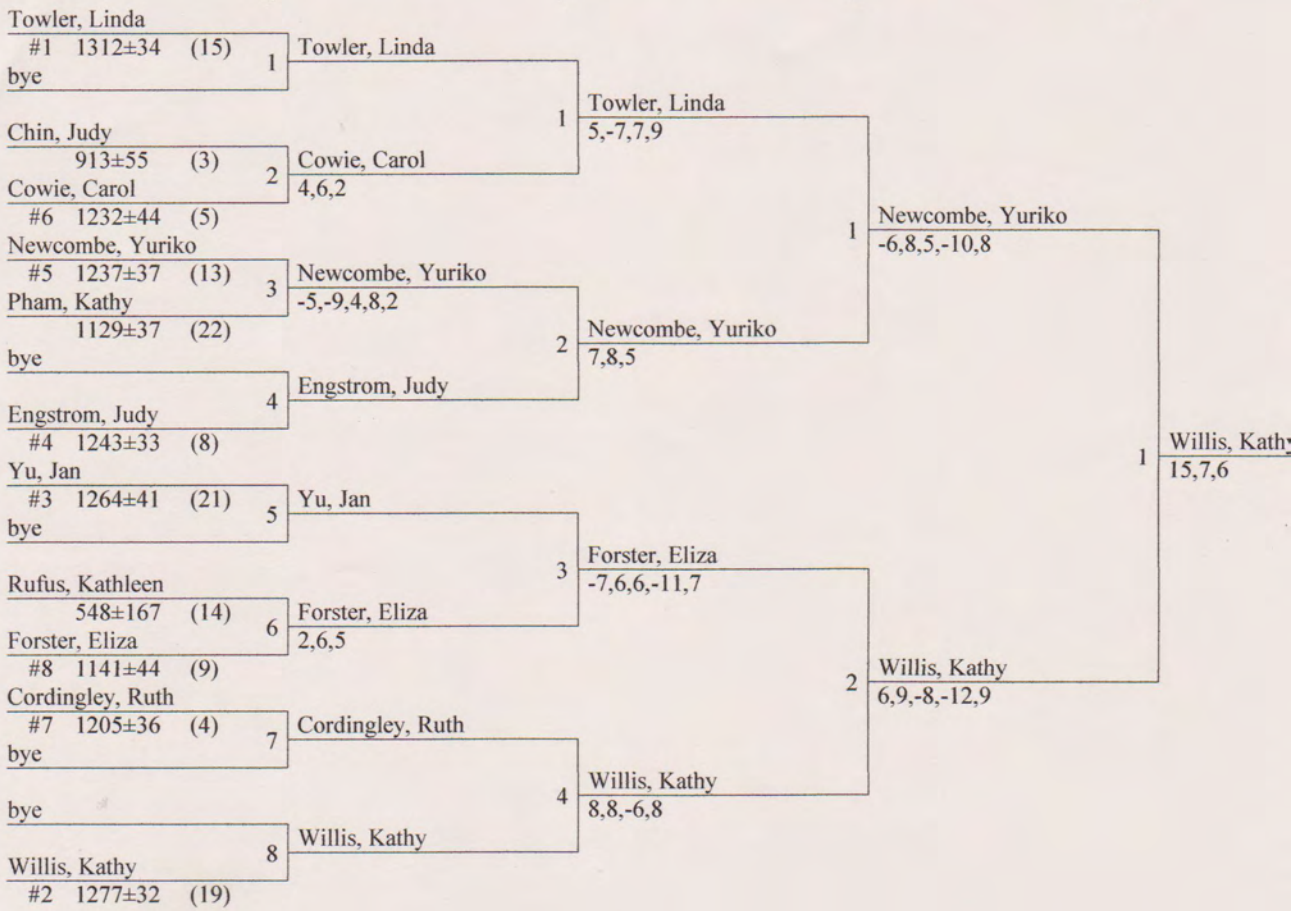 Towler, Linda
#1 1312±34 (15)
bye
1
Towler, Linda
Chin, Judy
913±55 (3)
Cowie, Carol
#6 1232±44 (5)
2
Cowie, Carol
4,6,2
Newcombe, Yuriko
#5 1237±37 (13)
Pham, Kathy
1129±37 (22)
3
Newcombe, Yuriko
-5,-9,4,8,2
bye
Engstrom, Judy
#4 1243±33 (8)
4
Engstrom, Judy
Yu, Jan
#3 1264±41 (21)
bye
5
Yu, Jan
Rufus, Kathleen
548±167 (14)
Forster, Eliza
#8 1141±44 (9)
6
Forster, Eliza
2,6,5
Cordingley, Ruth
#7 1205±36 (4)
bye
7
Cordingley, Ruth
bye
Willis, Kathy
#2 1277±32 (19)
8
Willis, Kathy
1
Towler, Linda
5,-7,7,9
2
Newcombe, Yuriko
7,8,5
3
Forster, Eliza
-7,6,6,-11,7
4
Willis, Kathy
8,8,-6,8
1
Newcombe, Yuriko
-6,8,5,-10,8
2
Willis, Kathy
6,9,-8,-12,9
1
Willis, Kathy
15,7,6